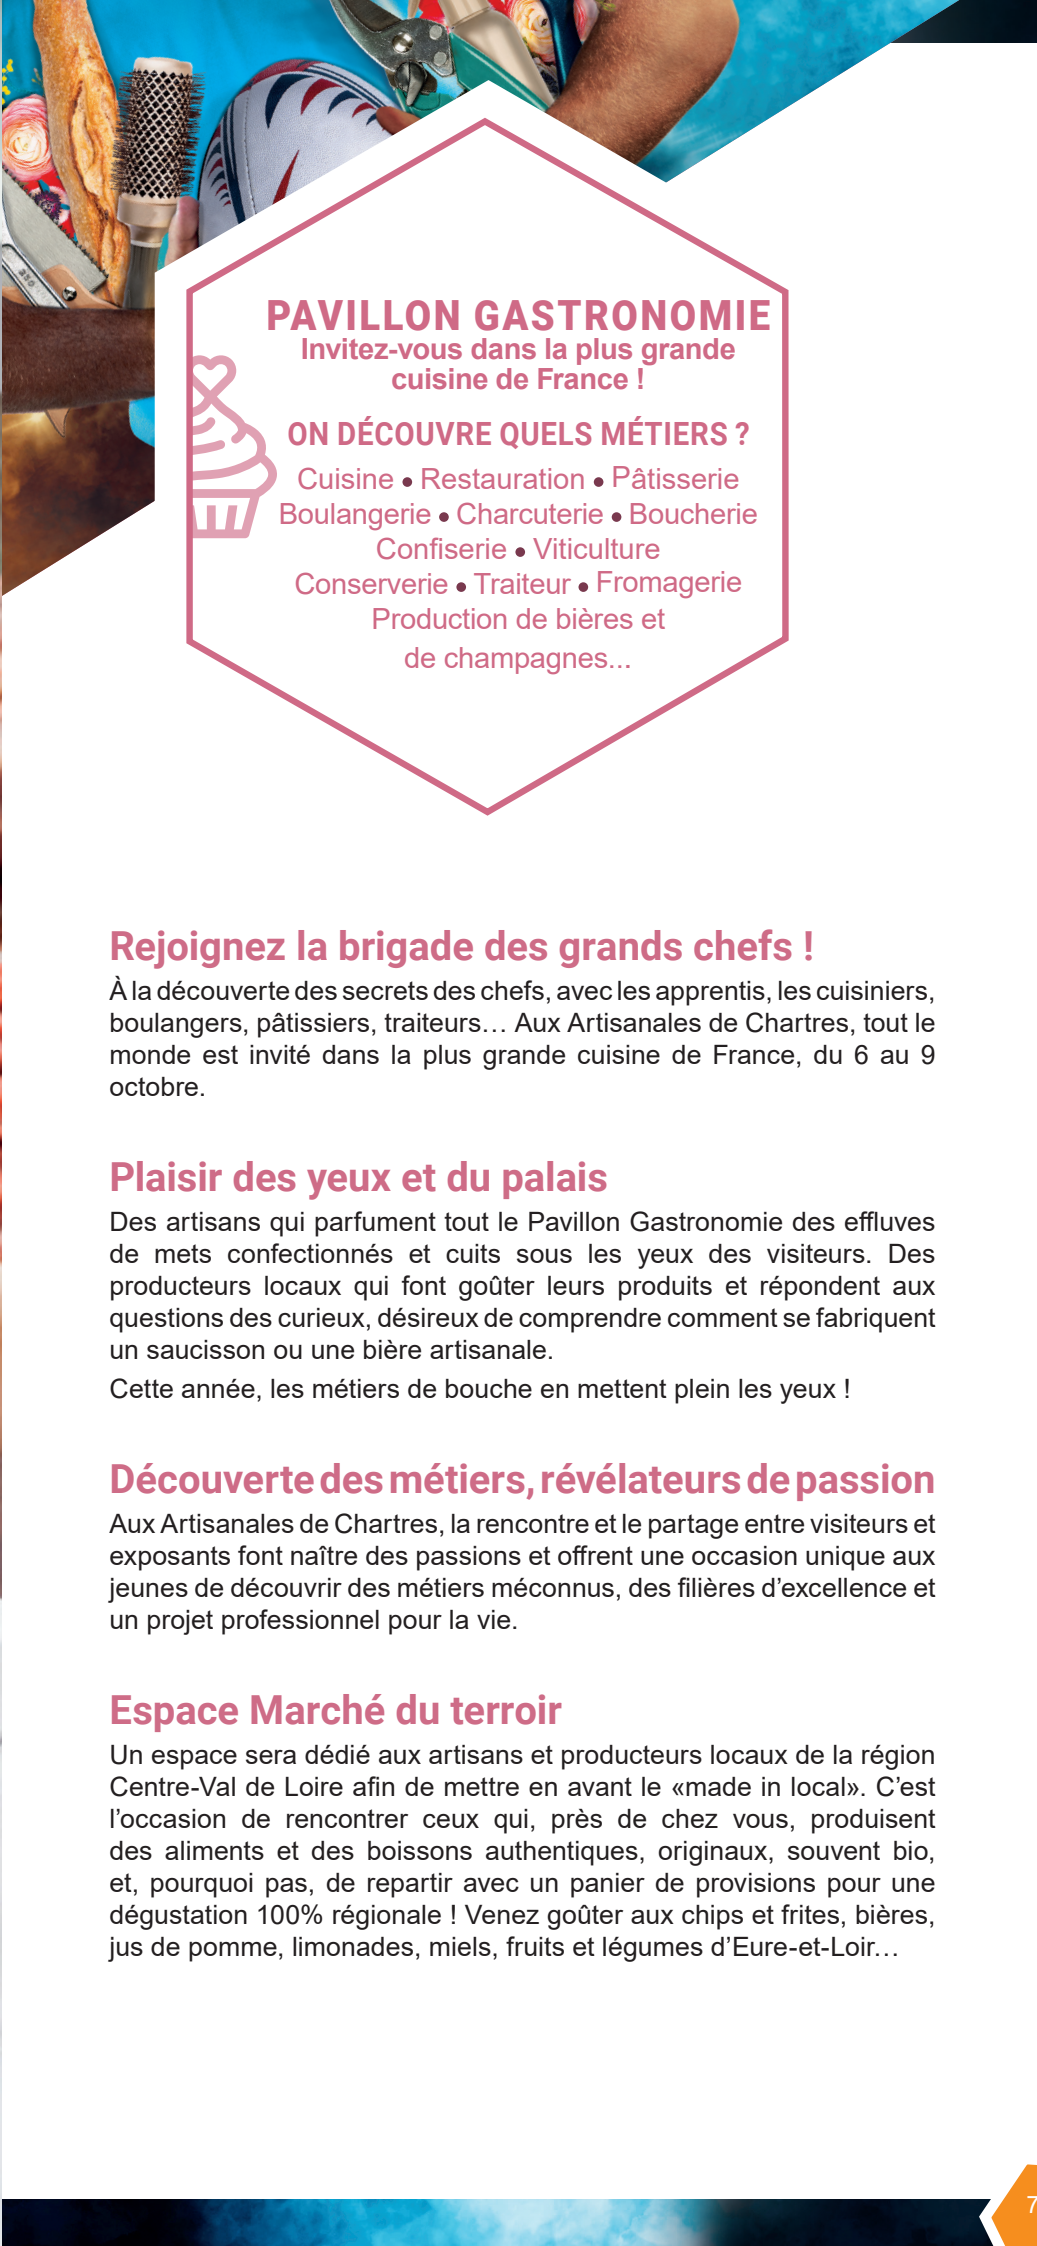 PAVILLON GASTRONOMIE
Invitez-vous dans la plus grande
cuisine de France !
ON DÉCOUVRE QUELS MÉTIERS ?
Cuisine • Restauration • Pâtisserie
Boulangerie • Charcuterie • Boucherie
Confiserie • Viticulture
Conserverie • Traiteur • Fromagerie
Production de bières et
de champagnes...
Rejoignez la brigade des grands chefs !
À la découverte des secrets des chefs, avec les apprentis, les cuisiniers,
boulangers, pâtissiers, traiteurs… Aux Artisanales de Chartres, tout le
monde est invité dans la plus grande cuisine de France, du 6 au 9
octobre.
Plaisir des yeux et du palais
Des artisans qui parfument tout le Pavillon Gastronomie des effluves
de mets confectionnés et cuits sous les yeux des visiteurs. Des
producteurs locaux qui font goûter leurs produits et répondent aux
questions des curieux, désireux de comprendre comment se fabriquent
un saucisson ou une bière artisanale.
Cette année, les métiers de bouche en mettent plein les yeux !
Découverte des métiers, révélateurs de passion
Aux Artisanales de Chartres, la rencontre et le partage entre visiteurs et
exposants font naître des passions et offrent une occasion unique aux
jeunes de découvrir des métiers méconnus, des filières d’excellence et
un projet professionnel pour la vie.
Espace Marché du terroir
Un espace sera dédié aux artisans et producteurs locaux de la région
Centre-Val de Loire afin de mettre en avant le «made in local». C’est
l’occasion de rencontrer ceux qui, près de chez vous, produisent
des aliments et des boissons authentiques, originaux, souvent bio,
et, pourquoi pas, de repartir avec un panier de provisions pour une
dégustation 100% régionale ! Venez goûter aux chips et frites, bières,
jus de pomme, limonades, miels, fruits et légumes d’Eure-et-Loir…
7